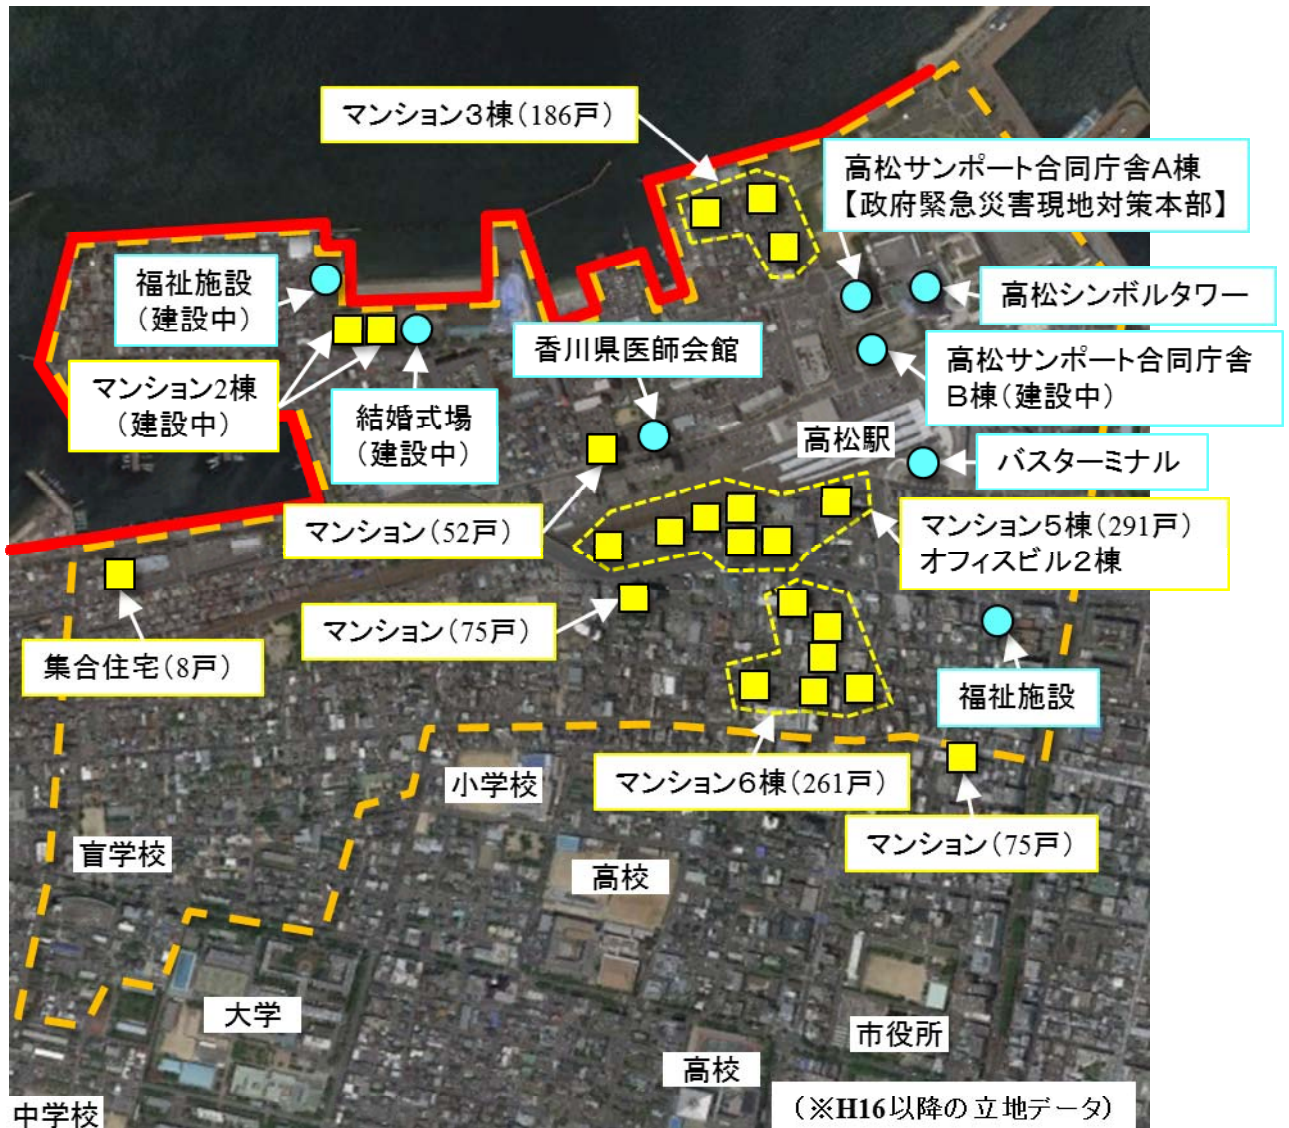 マンション3棟（186戸）
高松サンポート合同庁舎A棟
【政府緊急災害現地対策本部】
福祉施設
（建設中）
高松シンボルタワー
香川県医師会館
高松サンポート合同庁舎
B棟（建設中）
マンション2棟
（建設中）
結婚式場
（建設中）
高松駅
バスターミナル
マンション（52戸）
マンション5棟（291戸）
オフィスビル2棟
マンション（75戸）
集合住宅（8戸）
福祉施設
マンション6棟（261戸）
小学校
マンション（75戸）
盲学校
高校
大学
市役所
高校
（※H16以降の立地データ）
中学校